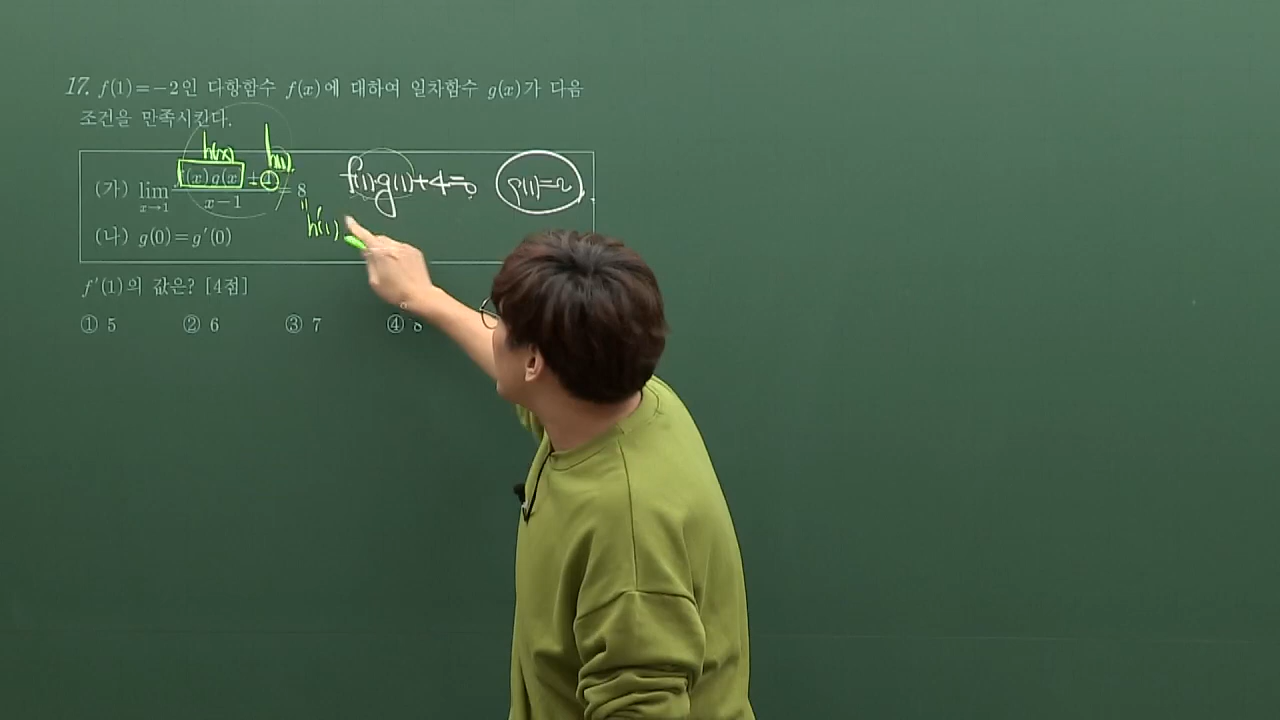 17. f(1)=-2인 다항함수 f(x)에 대하여 일차함수 g(x)가 다음
조건을 만족시킨다.
h(x) h(1)
(가) lim x→1 f(x)g(x)+4 / x-1 = 8
f(1)g(1)+4=0 g(1)=2
h'(1)
(나) g(0)=g'(0)
f'(1)의 값은? [4점]
① 5 ② 6 ③ 7 ④ 8